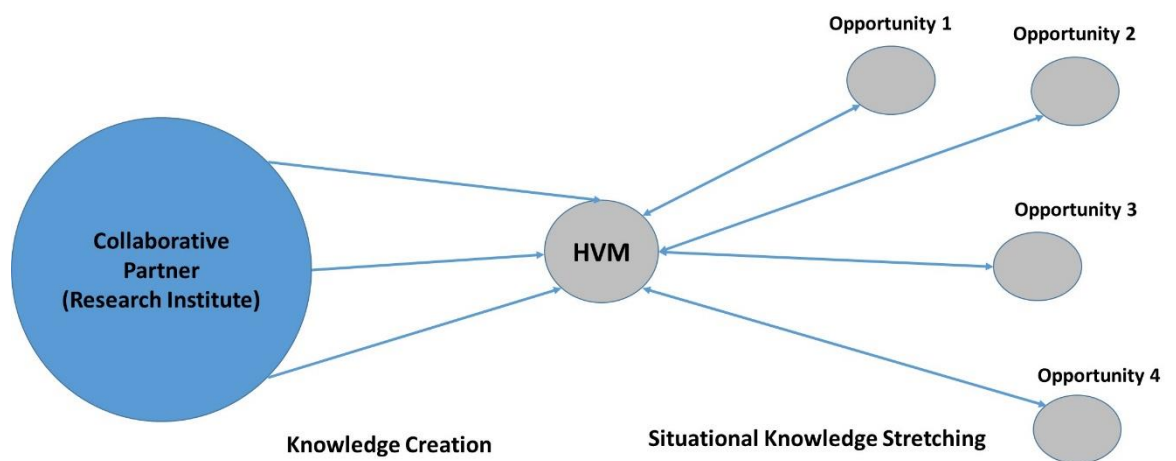 Opportunity 1
Opportunity 2
Collaborative
Partner
(Research Institute)
HVM
Opportunity 3
Opportunity 4
Knowledge Creation
Situational Knowledge Stretching